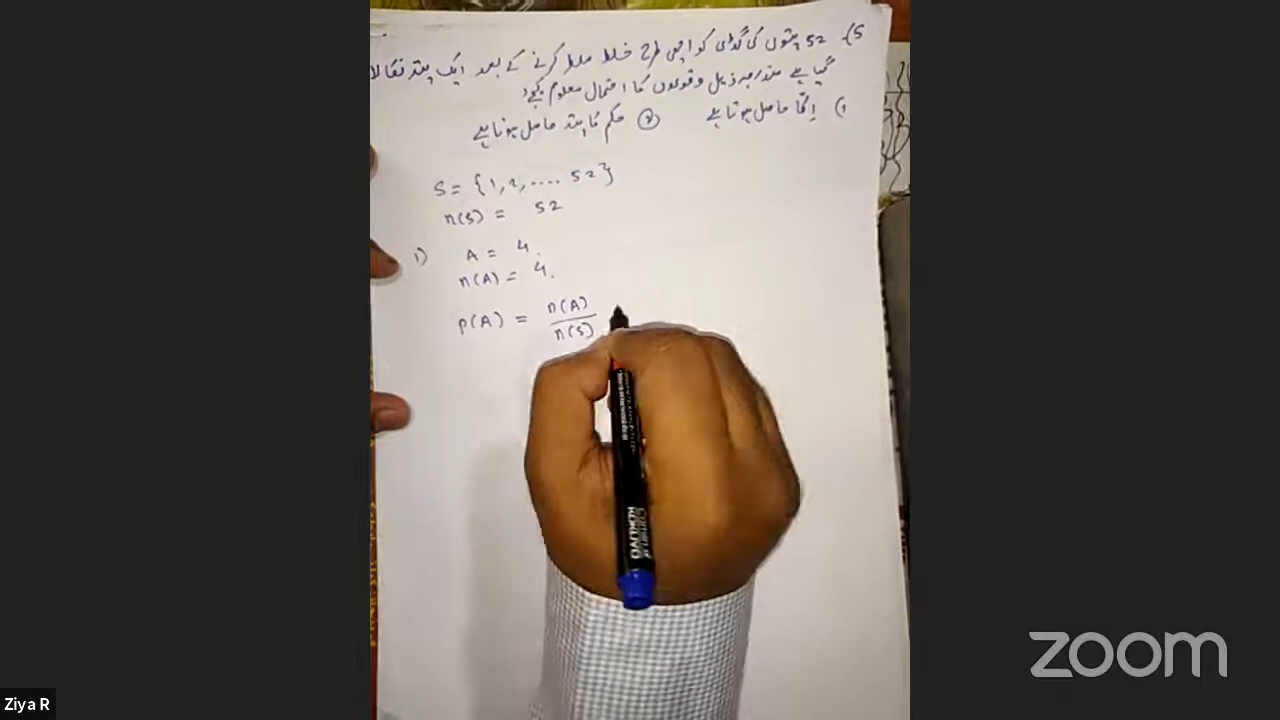 5) 52 پتوں کی گڈی کو اچھی طرح خلط ملط کرنے کے بعد ایک پتہ نکالا
گیا ہے مندرجہ ذیل وقوعوں کا احتمال معلوم کیجیے
1) اِکّا حاصل ہوتا ہے (2) حکم کا پتہ حاصل ہوتا ہے
S = {1, 2, .... 52}
n(S) = 52
1) A = 4.
n(A) = 4.
P(A) = n(A) / n(S)
zoom
Ziya R